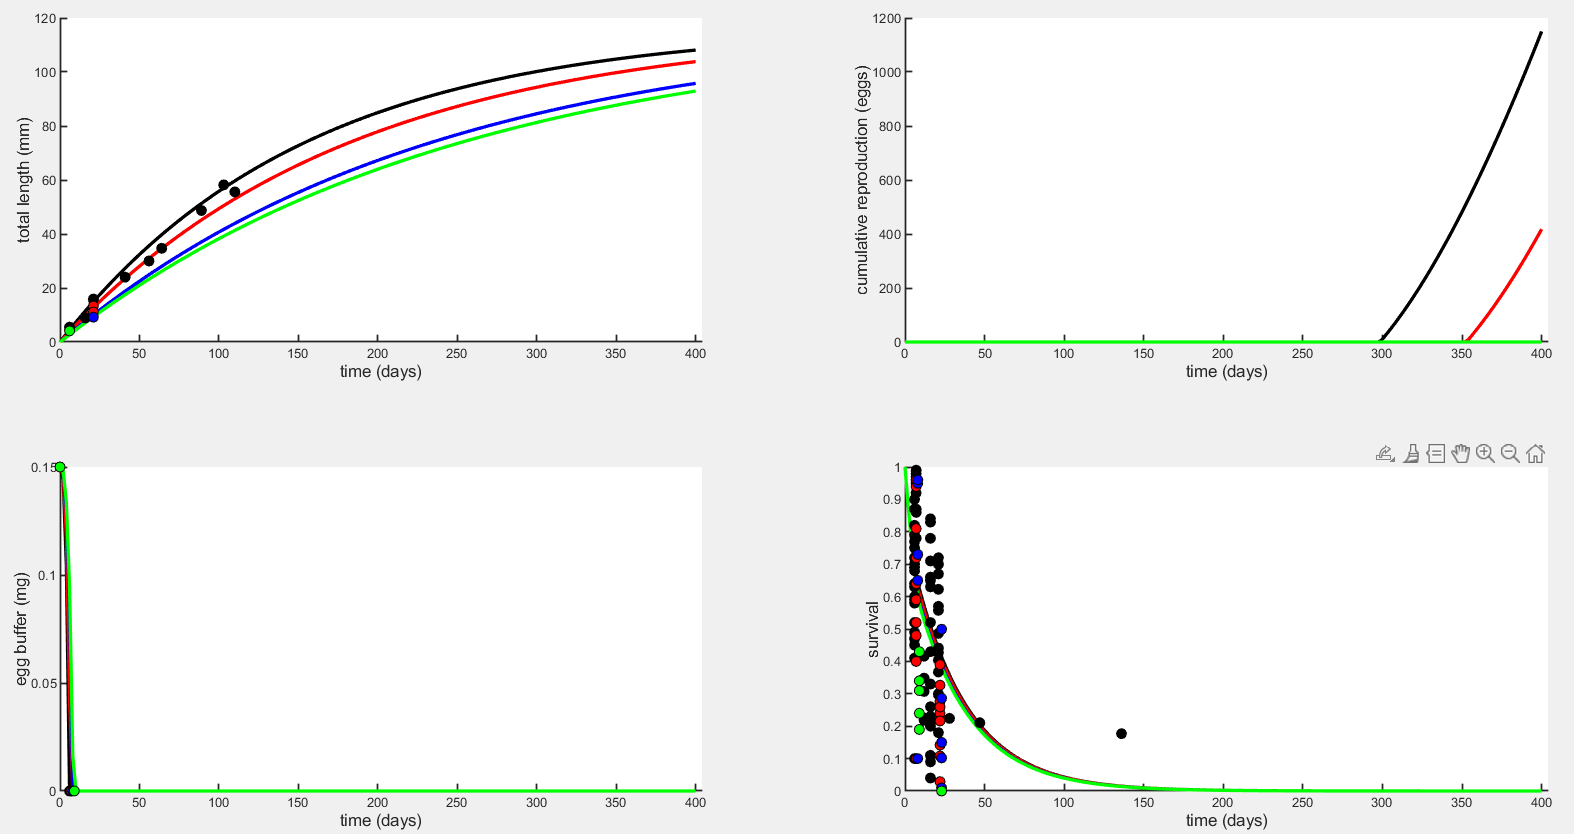 120
100
80
60
40
20
0
total length (mm)
0 50 100 150 200 250 300 350 400
time (days)
1200
1000
800
600
400
200
0
cumulative reproduction (eggs)
0 50 100 150 200 250 300 350 400
time (days)
0.15
0.1
0.05
0
egg buffer (mg)
0 50 100 150 200 250 300 350 400
time (days)
1
0.9
0.8
0.7
0.6
0.5
0.4
0.3
0.2
0.1
0
survival
0 50 100 150 200 250 300 350 400
time (days)